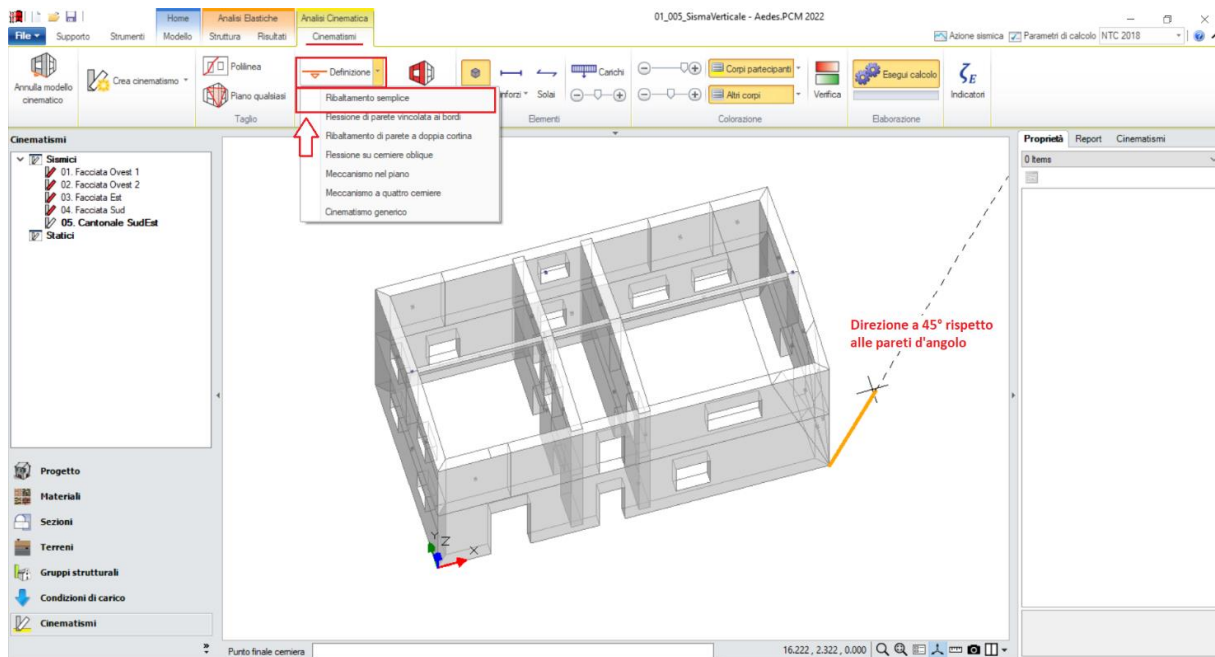 Home
Analisi Elastiche
Analisi Cinematica
01_005_SismaVerticale - Aedes.PCM 2022
File
Supporto
Strumenti
Modello
Struttura
Risultati
Cinematismi
Azione sismica
Parametri di calcolo
NTC 2018
Annulla modello
cinematico
Crea cinematismo
Polilinea
Piano qualsiasi
Taglio
Definizione
Ribaltamento semplice
Flessione di parete vincolata ai bordi
Ribaltamento di parete a doppia cortina
Flessione su cerniere oblique
Meccanismo nel piano
Meccanismo a quattro cerniere
Cinematismo generico
Solai
Carichi
Elementi
Corpi partecipanti
Altri corpi
Verifica
Colorazione
Esegui calcolo
Elaborazione
ζE
Indicatori
Cinematismi
Sismici
01. Facciata Ovest 1
02. Facciata Ovest 2
03. Facciata Est
04. Facciata Sud
05. Cantonale SudEst
Statici
Progetto
Materiali
Sezioni
Terreni
Gruppi strutturali
Condizioni di carico
Cinematismi
Direzione a 45° rispetto
alle pareti d'angolo
Y
Z
X
Proprietà
Report
Cinematismi
0 Items
Punto finale cerniera
16.222 , 2.322 , 0.000